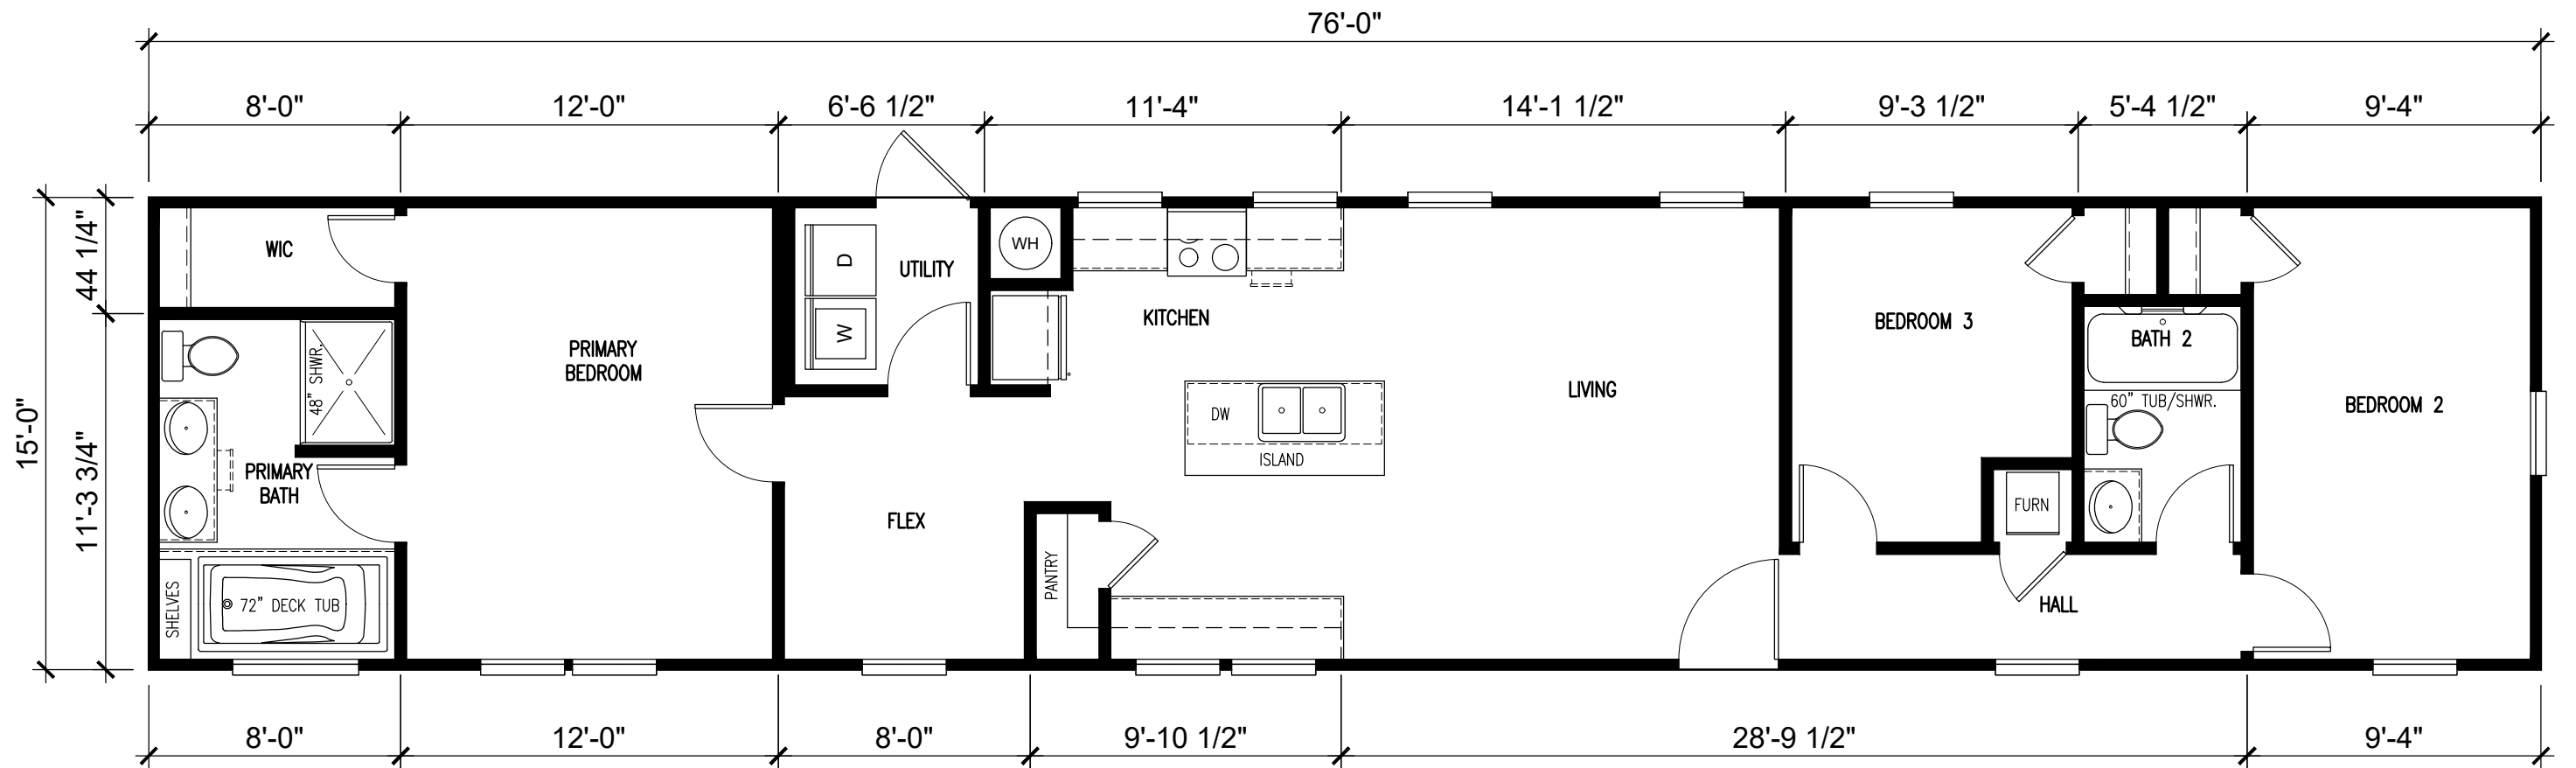 76'-0"
8'-0"
12'-0"
6'-6 1/2"
11'-4"
14'-1 1/2"
9'-3 1/2"
5'-4 1/2"
9'-4"
15'-0"
44 1/4"
11'-3 3/4"
WIC
D
W
UTILITY
WH
KITCHEN
PRIMARY
BEDROOM
48" SHWR.
PRIMARY
BATH
SHELVES
72" DECK TUB
FLEX
PANTRY
DW
ISLAND
LIVING
BEDROOM 3
BATH 2
60" TUB/SHWR.
FURN
HALL
BEDROOM 2
8'-0"
12'-0"
8'-0"
9'-10 1/2"
28'-9 1/2"
9'-4"